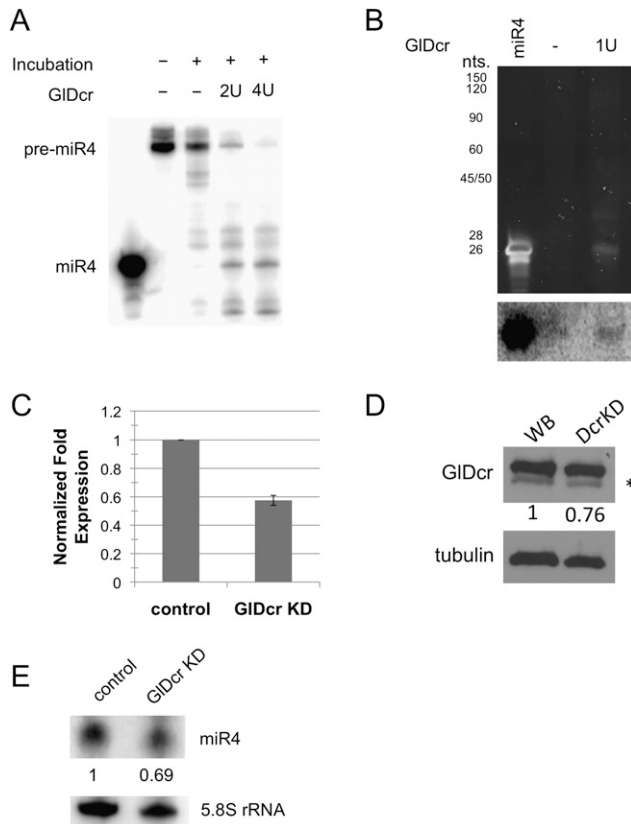 A
Incubation - + + +
GlDcr - - 2U 4U
pre-miR4
miR4
B
GlDcr miR4 - 1U
nts.
150
120
90
60
45/50
28
26
C
Normalized Fold
Expression
1.2
1
0.8
0.6
0.4
0.2
0
control GlDcr KD
D
WB DcrKD
GlDcr *
1 0.76
tubulin
E
control GlDcr KD
miR4
1 0.69
5.8S rRNA